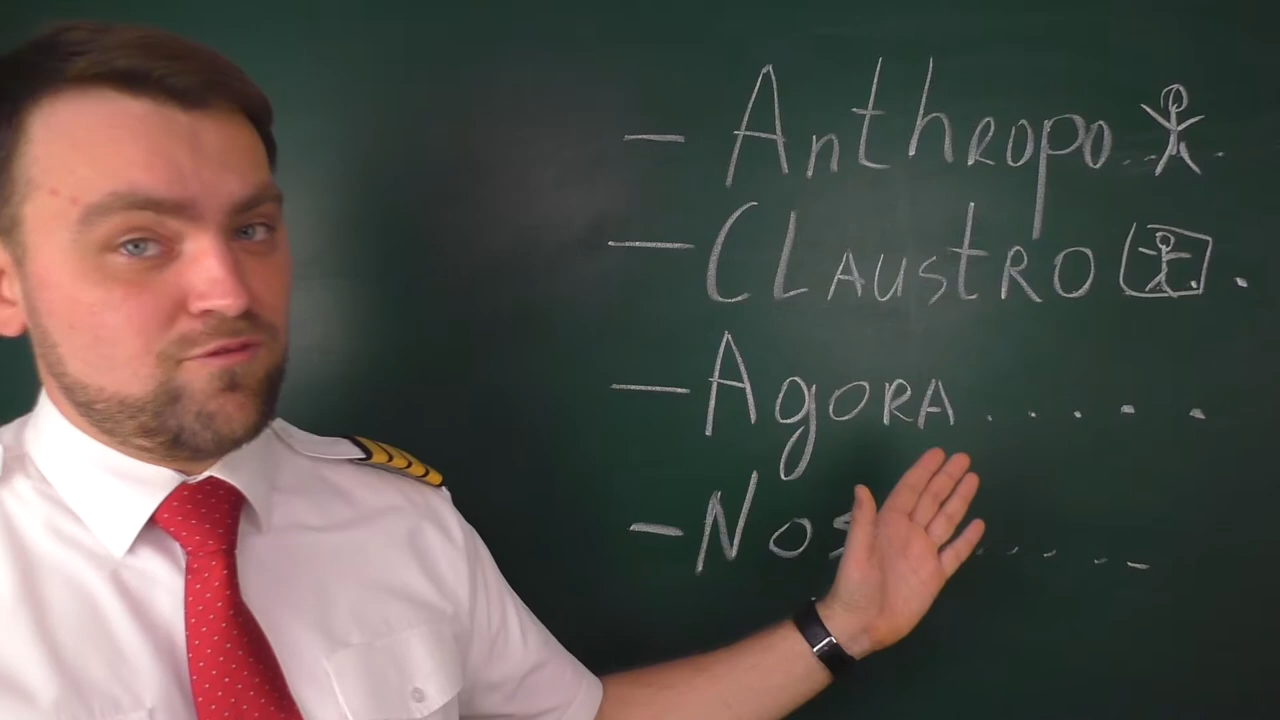 - Anthropo.....
- CLAustRO .
- AgoRA . . . . .
- Nos